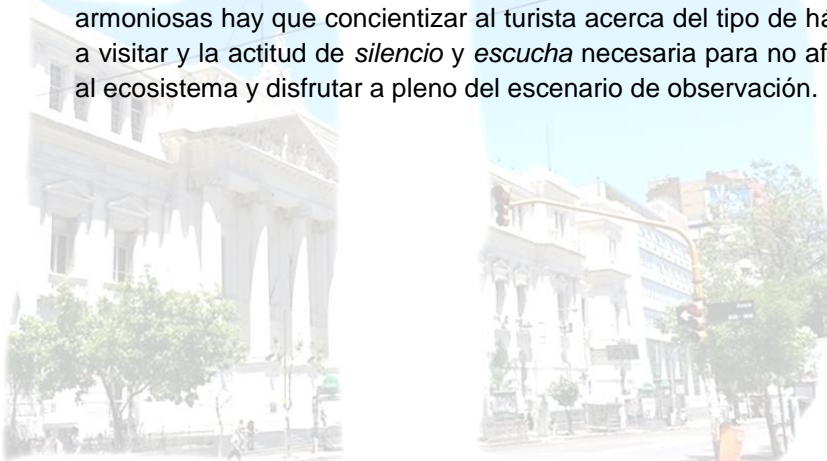 armoniosas hay que concientizar al turista acerca del tipo de
a visitar y la actitud de silencio y escucha necesaria para no
al ecosistema y disfrutar a pleno del escenario de observación.